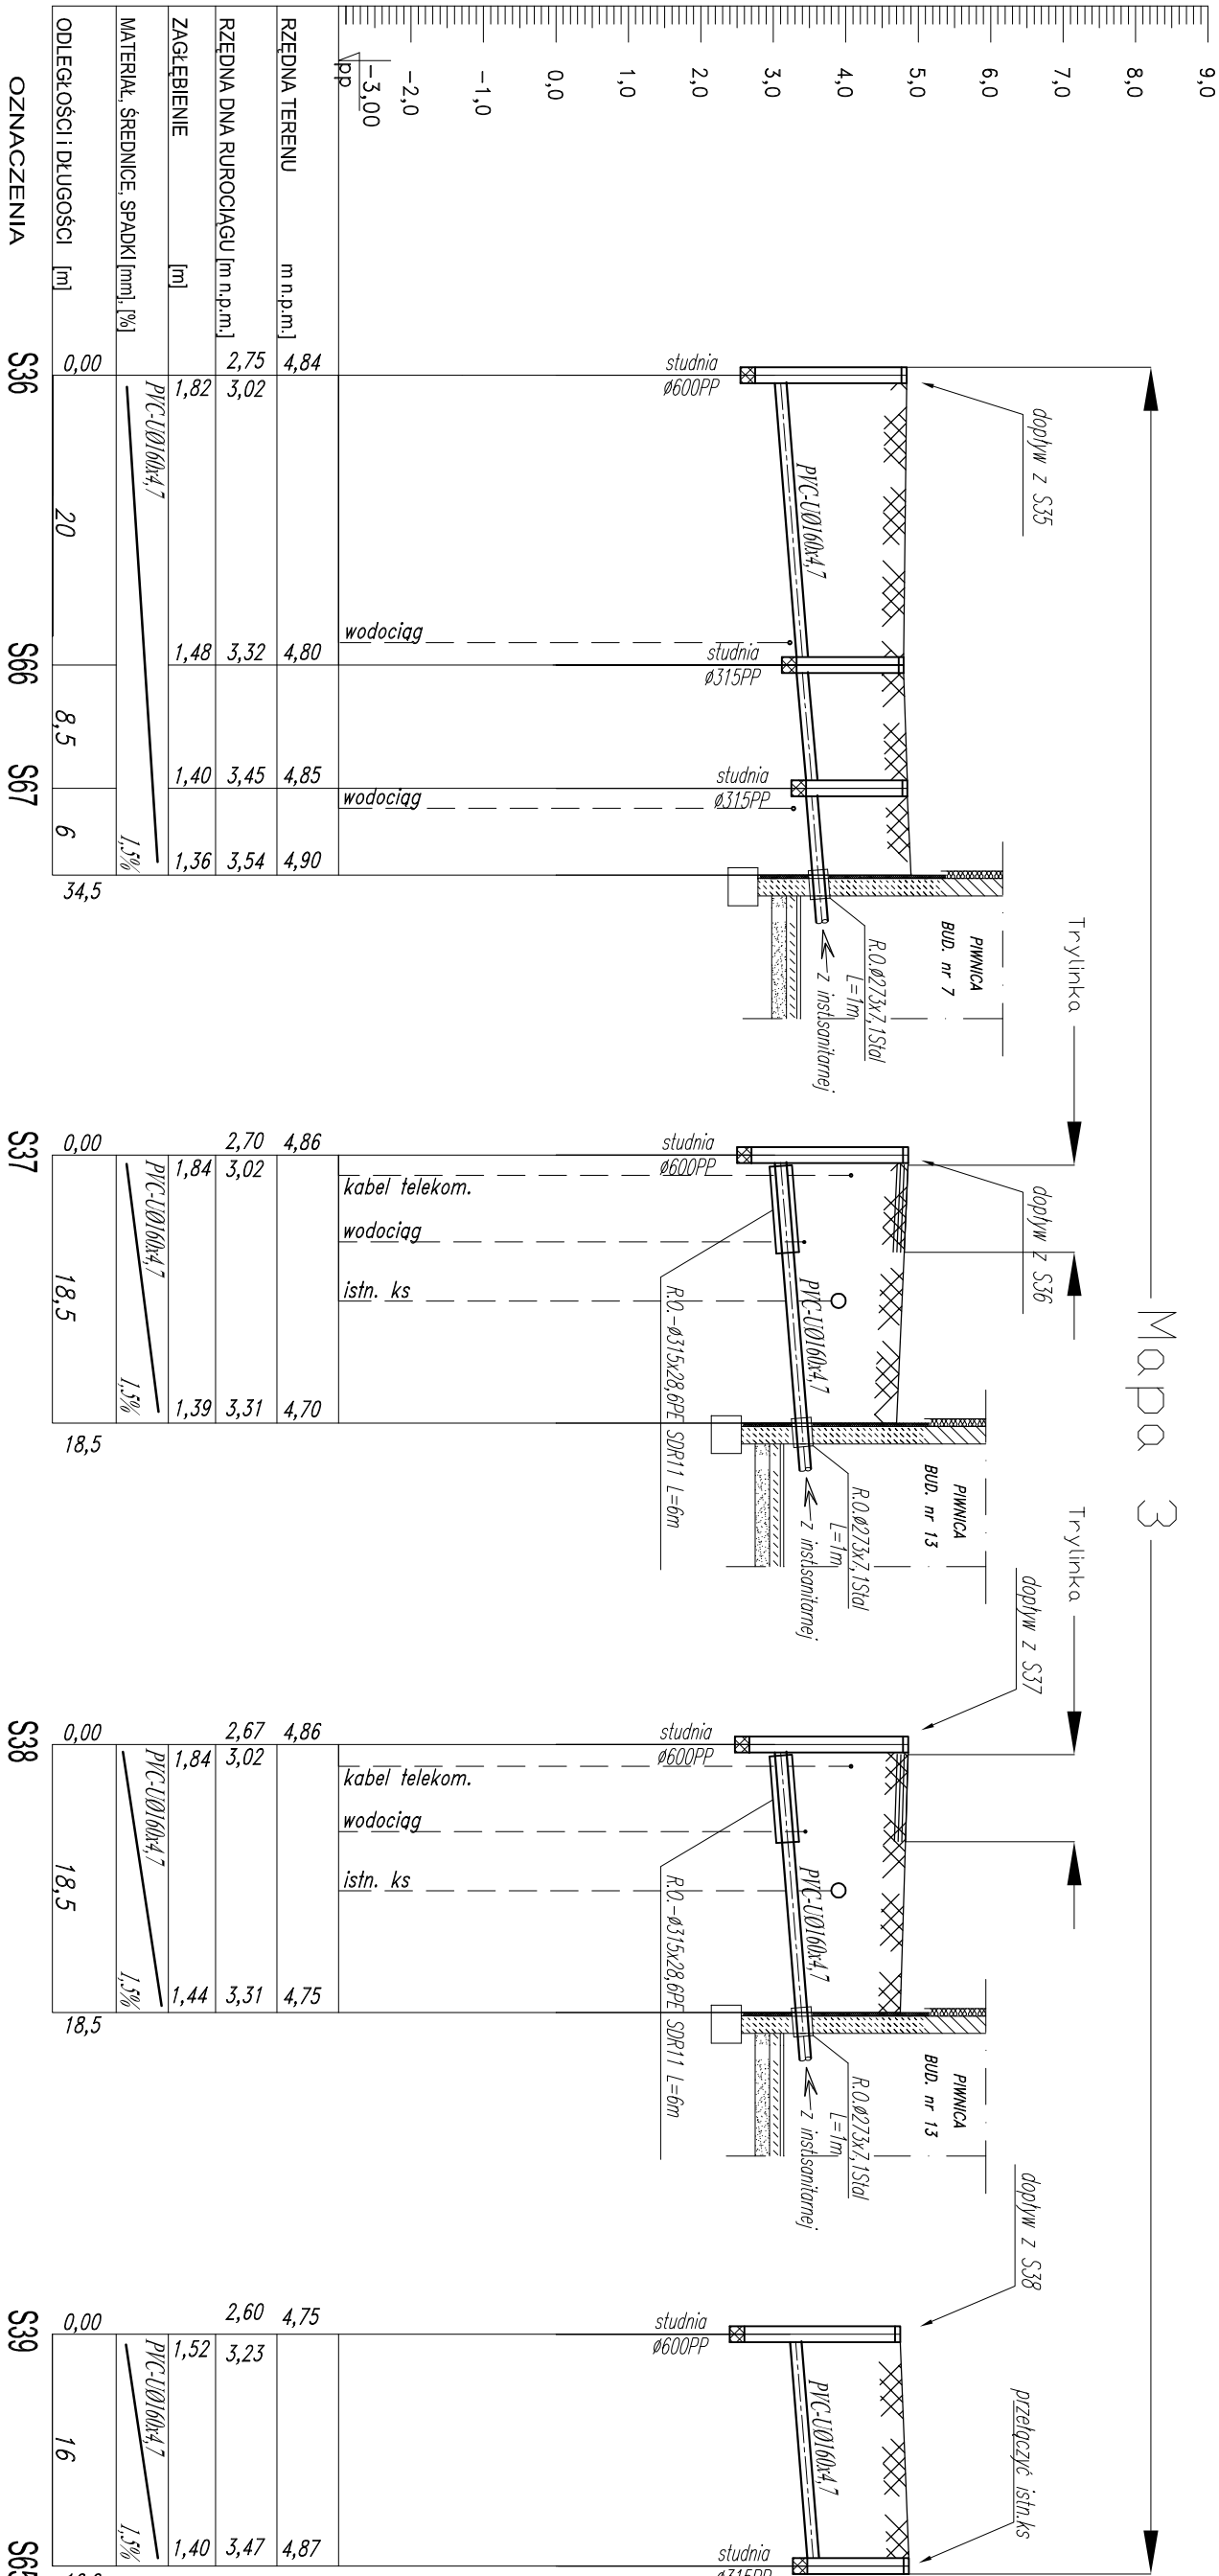 Mapa 3
9,0
8,0
7,0
6,0
5,0
4,0
3,0
2,0
1,0
0,0
-1,0
-2,0
-3,00
p.p
dopływ z S35
studnia
ø600PP
PVC-UØ160x4,7
wodociąg
studnia
ø315PP
wodociąg
studnia
ø315PP
PIWNICA
BUD. nr 7
R.O.ø273x7,1Stal
L=1m
z inst.sanitarnej
Trylinka
dopływ z S36
studnia
ø600PP
kabel telekom.
wodociąg
istn. ks
PVC-UØ160x4,7
R.O.-ø315x28,6PE SDR11 L=6m
PIWNICA
BUD. nr 13
R.O.ø273x7,1Stal
L=1m
z inst.sanitarnej
Trylinka
dopływ z S37
studnia
ø600PP
kabel telekom.
wodociąg
istn. ks
PVC-UØ160x4,7
R.O.-ø315x28,6PE SDR11 L=6m
PIWNICA
BUD. nr 13
R.O.ø273x7,1Stal
L=1m
z inst.sanitarnej
dopływ z S38
studnia
ø600PP
PVC-UØ160x4,7
przełączyć istn.ks
studnia
RZĘDNA TERENU m n.p.m.]
4,84 4,80 4,85 4,90 4,86 4,70 4,86 4,75 4,75 4,87
RZĘDNA DNA RUROCIĄGU [m n.p.m.]
2,75 3,02 3,32 3,45 3,54 2,70 3,02 3,31 2,67 3,02 3,31 2,60 3,23 3,47
ZAGŁĘBIENIE [m]
1,82 1,48 1,40 1,36 1,84 1,39 1,84 1,44 1,52 1,40
MATERIAŁ, ŚREDNICE, SPADKI [mm], [%]
PVC-UØ160x4,7 1,5% PVC-UØ160x4,7 1,5% PVC-UØ160x4,7 1,5% PVC-UØ160x4,7 1,5%
ODLEGŁOŚCI i DŁUGOŚCI [m]
0,00 20 8,5 6 34,5 0,00 18,5 18,5 0,00 18,5 18,5 0,00 16
OZNACZENIA
S36 S66 S67 S37 S38 S39 S65